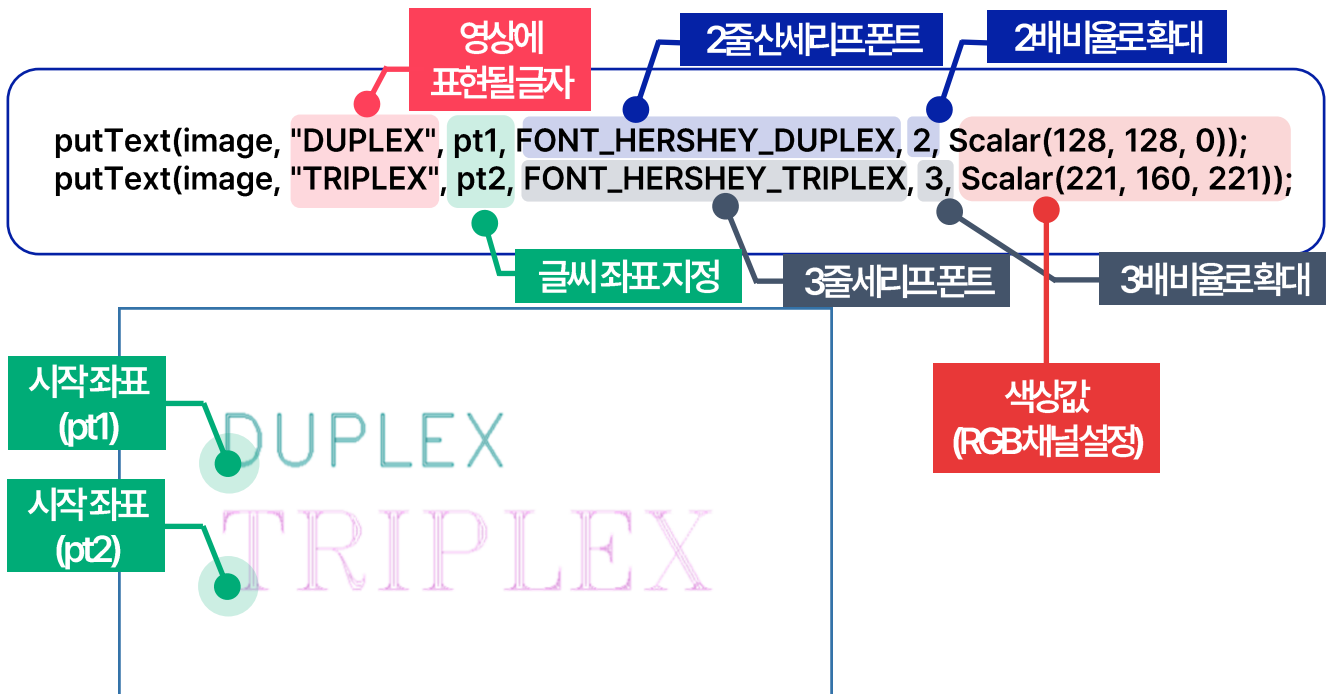 영상에
표현될 글자
2줄 산세리프 폰트
2배 비율로 확대
putText(image, "DUPLEX", pt1, FONT_HERSHEY_DUPLEX, 2, Scalar(128, 128, 0));
putText(image, "TRIPLEX", pt2, FONT_HERSHEY_TRIPLEX, 3, Scalar(221, 160, 221));
글씨 좌표 지정
3줄 세리프 폰트
3배 비율로 확대
시작 좌표
(pt1)
DUPLEX
색상값
(RGB 채널 설정)
시작 좌표
(pt2)
TRIPLEX